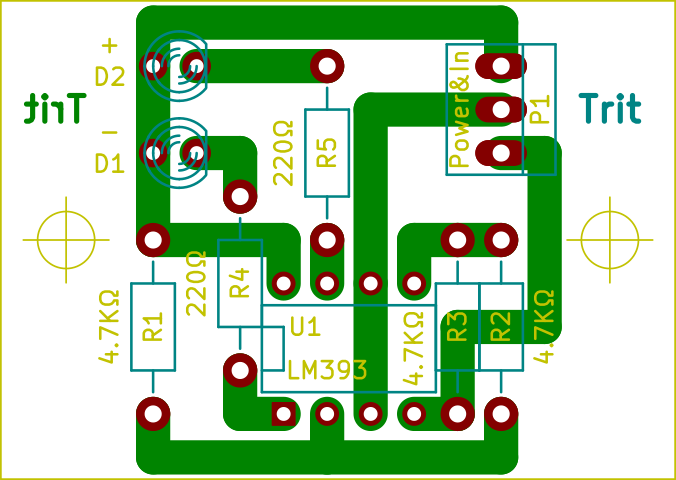 +
D2
Trit
−
D1
Trit
220Ω
R5
Power&In
P1
220Ω
R4
4.7KΩ
R1
U1
LM393
4.7KΩ
R3
R2
4.7KΩ